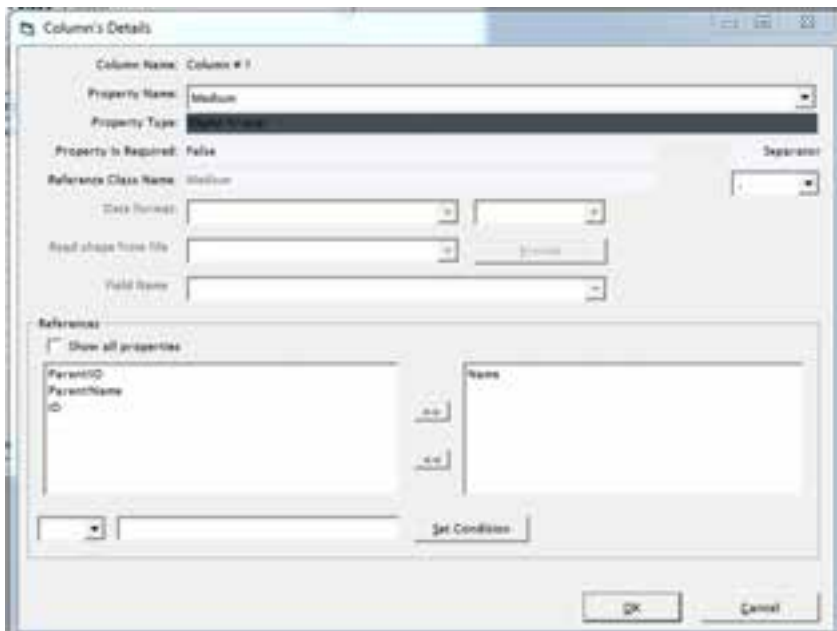 Column's Details
Column Name: Column # 1
Property Name: Medium
Property Type:
Property Is Required: False
Separator
Reference Class Name: Medium
Data format:
Read shape from file
Field Name
References
Show all properties
ParentID
ParentName
ID
Name
>>
<<
Set Condition
OK
Cancel